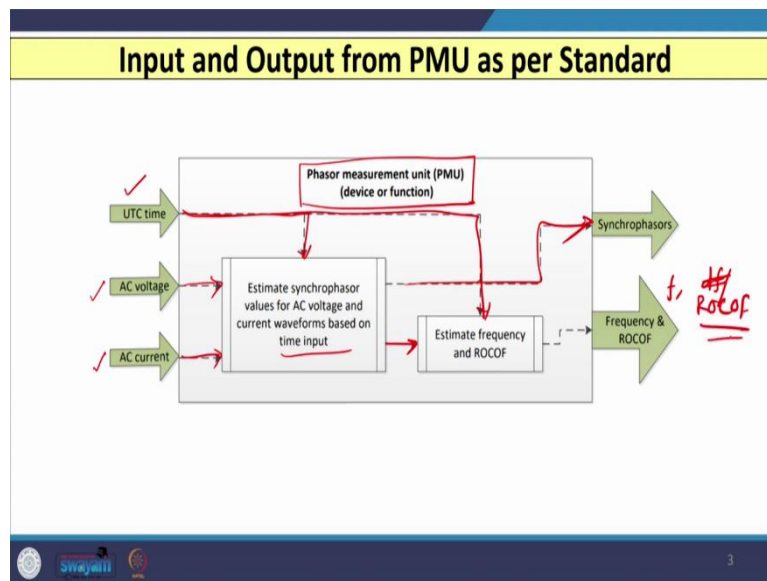 Input and Output from PMU as per Standard
Phasor measurement unit (PMU)
(device or function)
UTC time
AC voltage
AC current
Estimate synchrophasor
values for AC voltage and
current waveforms based on
time input
Estimate frequency
and ROCOF
Synchrophasors
Frequency &
ROCOF
f,
ROCOF
swayam
3